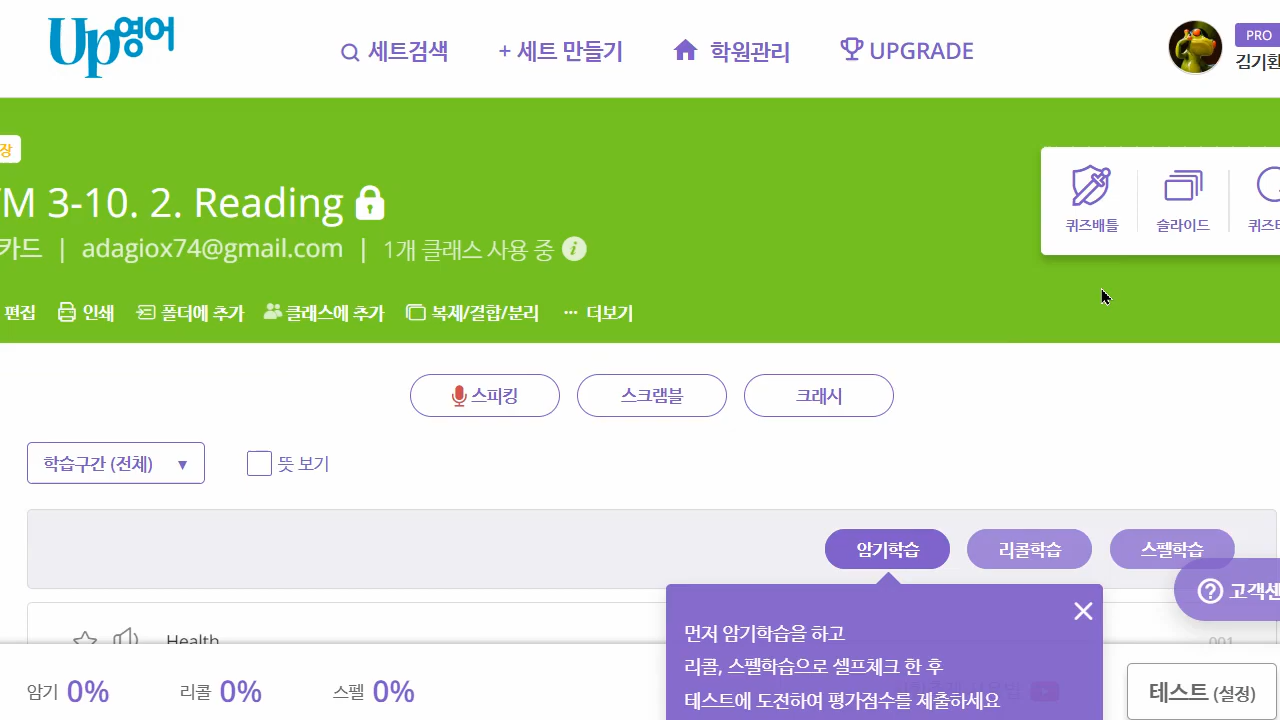 Up영어
세트검색
+ 세트 만들기
학원관리
UPGRADE
PRO
김기환
장
M 3-10. 2. Reading
카드 | adagiox74@gmail.com | 1개 클래스 사용 중 i
편집
인쇄
폴더에 추가
클래스에 추가
복제/결합/분리
··· 더보기
퀴즈배틀
슬라이드
스피킹
스크램블
크래시
학습구간 (전체) ▼
뜻 보기
암기학습
리콜학습
스펠학습
고객센
Health
001
먼저 암기학습을 하고
리콜, 스펠학습으로 셀프체크 한 후
테스트에 도전하여 평가점수를 제출하세요
암기 0%
리콜 0%
스펠 0%
테스트 (설정)